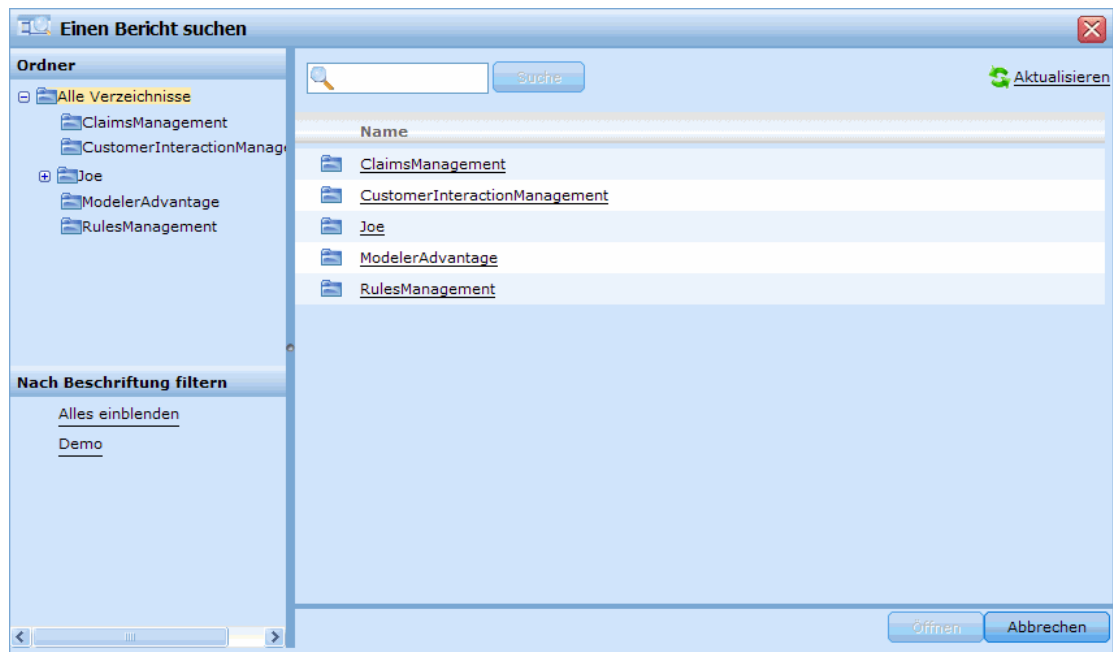 Einen Bericht suchen
Ordner
Alle Verzeichnisse
ClaimsManagement
CustomerInteractionManag
Joe
ModelerAdvantage
RulesManagement
Nach Beschriftung filtern
Alles einblenden
Demo
Suche
Aktualisieren
Name
ClaimsManagement
CustomerInteractionManagement
Joe
ModelerAdvantage
RulesManagement
Öffnen
Abbrechen